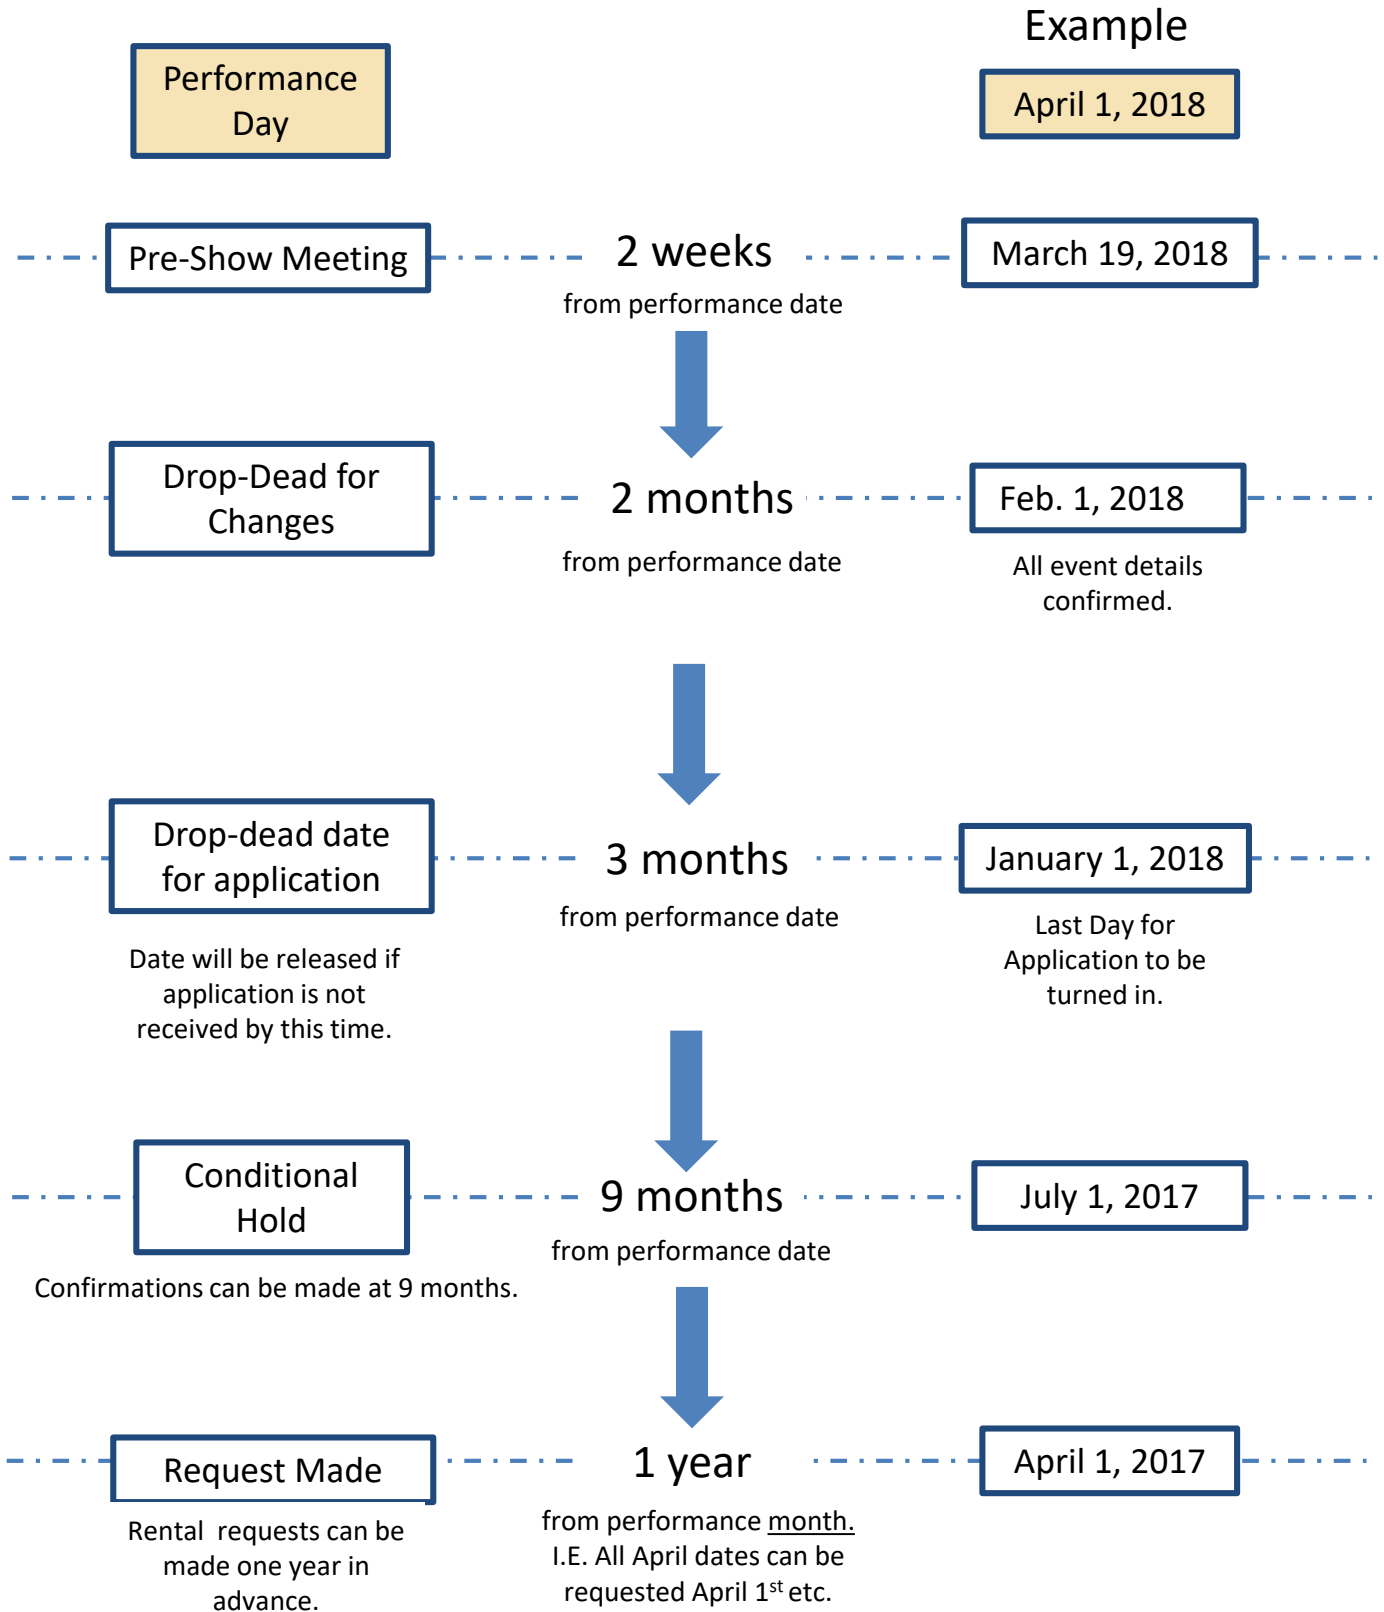 Example
Performance
Day
April 1, 2018
Pre-Show Meeting
2 weeks
from performance date
March 19, 2018
Drop-Dead for
Changes
2 months
from performance date
Feb. 1, 2018
All event details
confirmed.
Drop-dead date
for application
Date will be released if
application is not
received by this time.
3 months
from performance date
January 1, 2018
Last Day for
Application to be
turned in.
Conditional
Hold
Confirmations can be made at 9 months.
9 months
from performance date
July 1, 2017
Request Made
Rental requests can be
made one year in
advance.
1 year
from performance month.
I.E. All April dates can be
requested April 1st etc.
April 1, 2017